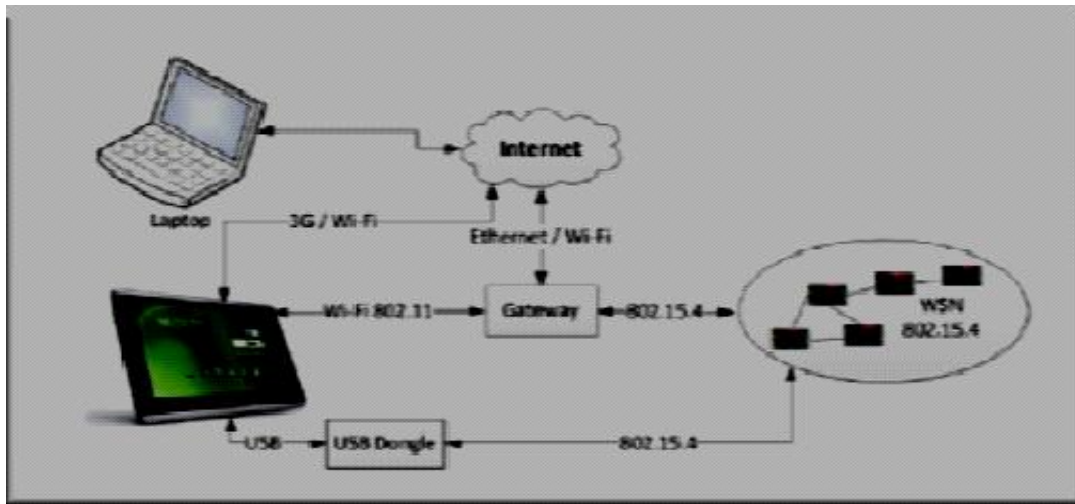 Internet
Laptop
3G / Wi-Fi
Ethernet / Wi-Fi
Wi-Fi 802.11
Gateway
802.15.4
WSN
802.15.4
USB
USB Dongle
802.15.4